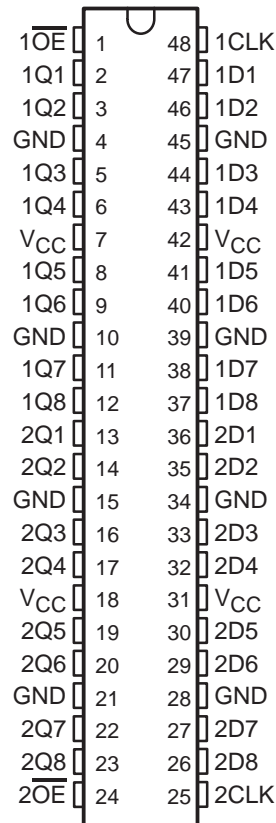 1O̅E̅ 1 48 1CLK
1Q1 2 47 1D1
1Q2 3 46 1D2
GND 4 45 GND
1Q3 5 44 1D3
1Q4 6 43 1D4
VCC 7 42 VCC
1Q5 8 41 1D5
1Q6 9 40 1D6
GND 10 39 GND
1Q7 11 38 1D7
1Q8 12 37 1D8
2Q1 13 36 2D1
2Q2 14 35 2D2
GND 15 34 GND
2Q3 16 33 2D3
2Q4 17 32 2D4
VCC 18 31 VCC
2Q5 19 30 2D5
2Q6 20 29 2D6
GND 21 28 GND
2Q7 22 27 2D7
2Q8 23 26 2D8
2O̅E̅ 24 25 2CLK